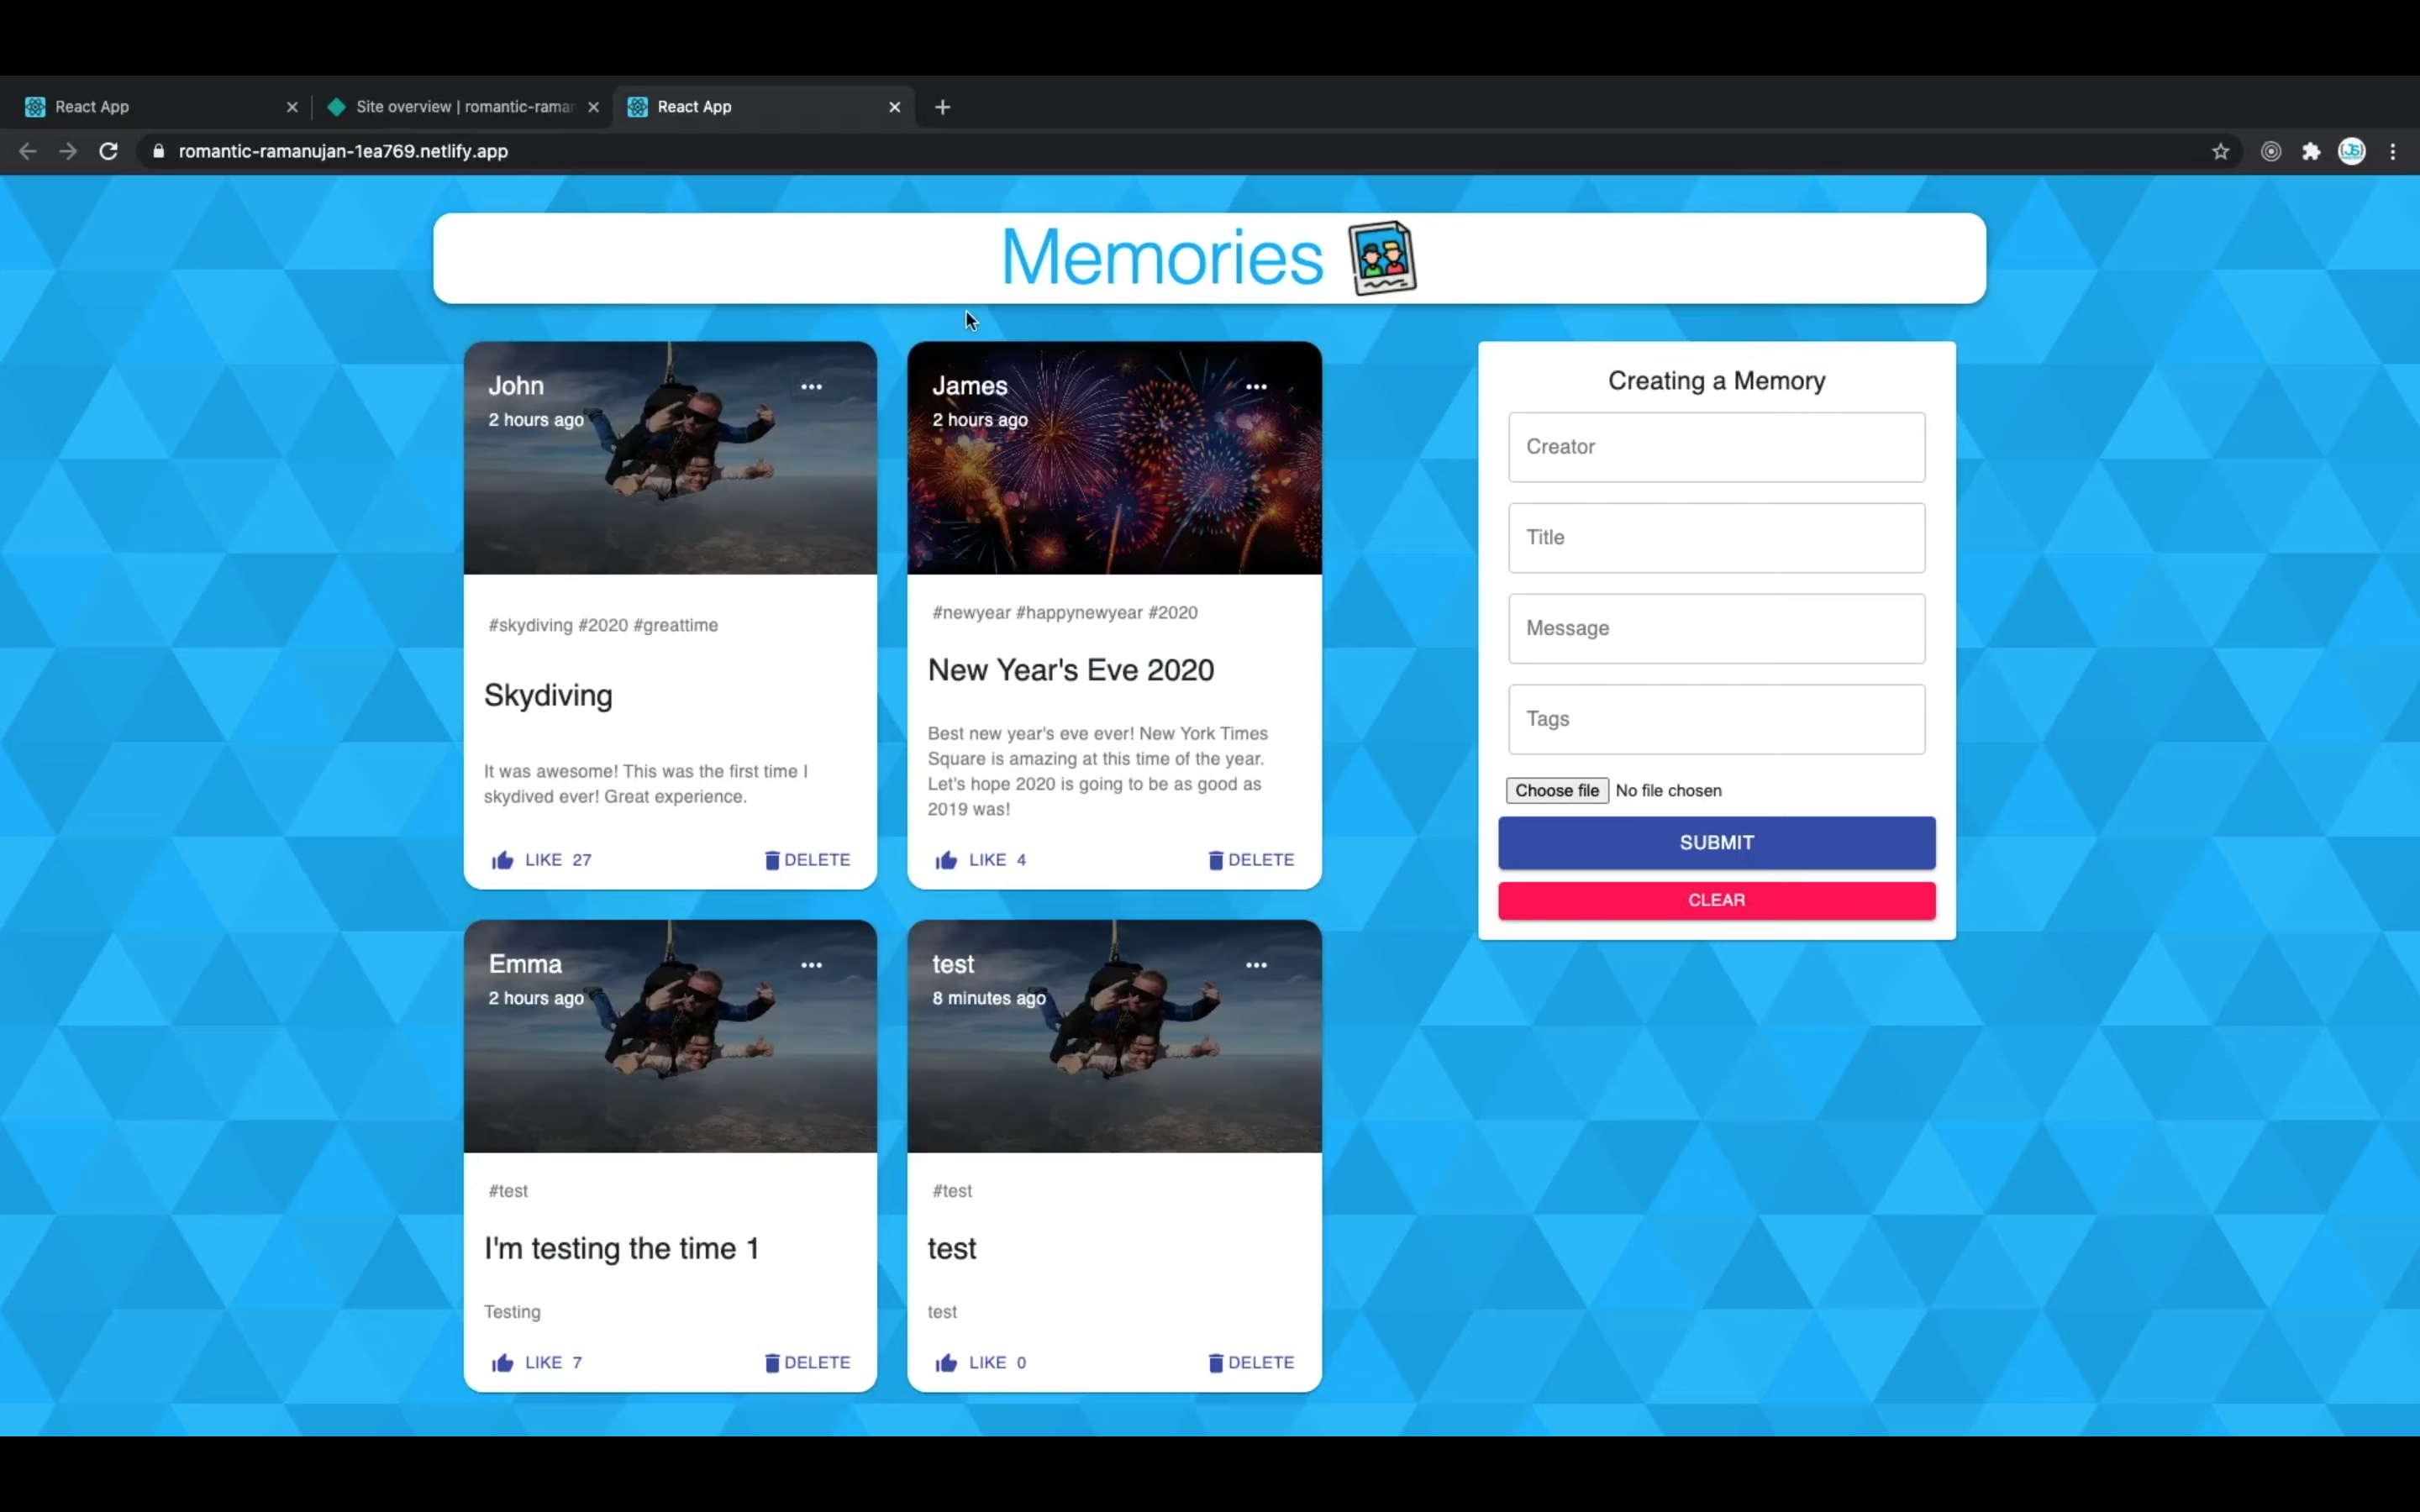 React App
Site overview | romantic-ramar
React App
romantic-ramanujan-1ea769.netlify.app
Memories
John
2 hours ago
#skydiving #2020 #greattime
Skydiving
It was awesome! This was the first time I
skydived ever! Great experience.
LIKE 27
DELETE
James
2 hours ago
#newyear #happynewyear #2020
New Year's Eve 2020
Best new year's eve ever! New York Times
Square is amazing at this time of the year.
Let's hope 2020 is going to be as good as
2019 was!
LIKE 4
DELETE
Emma
2 hours ago
#test
I'm testing the time 1
Testing
LIKE 7
DELETE
test
8 minutes ago
#test
test
test
LIKE 0
DELETE
Creating a Memory
Creator
Title
Message
Tags
Choose file No file chosen
SUBMIT
CLEAR